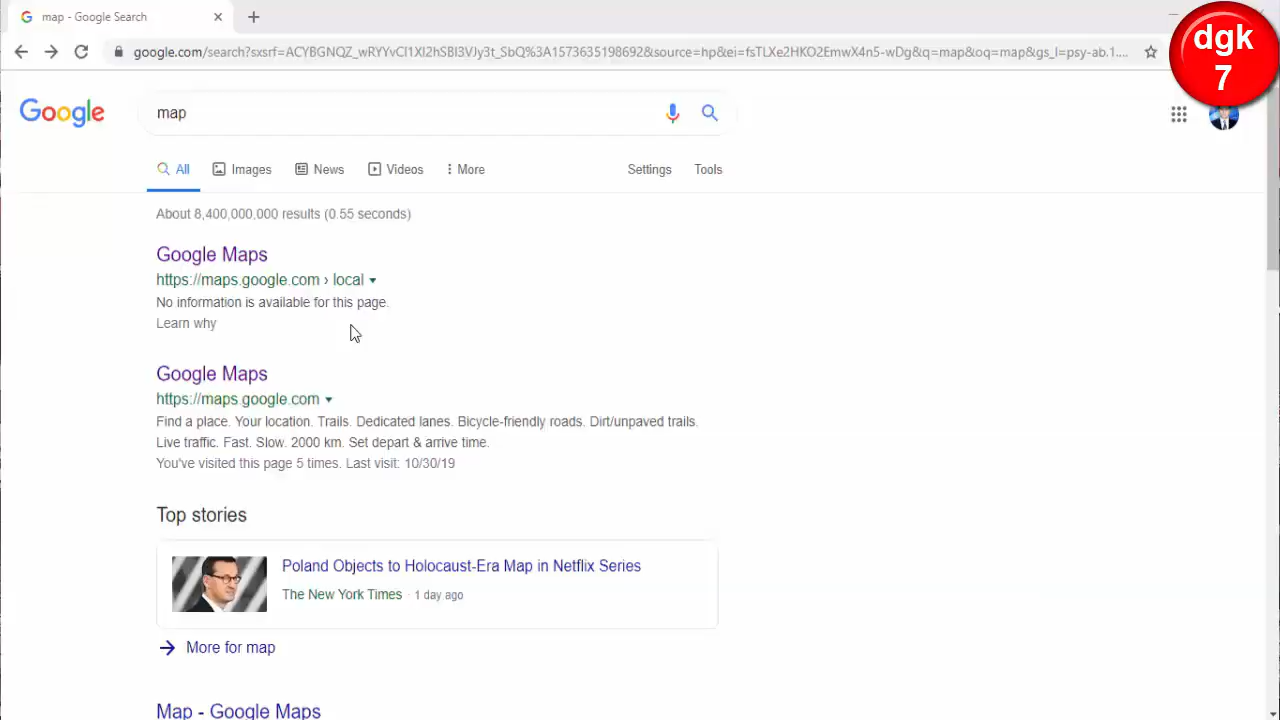 map - Google Search
dgk
7
google.com/search?sxsrf=ACYBGNQZ_wRYYvCl1Xl2hSBl3VJy3t_SbQ%3A1573635198692&source=hp&ei=fsTLXe2HKO2EmwX4n5-wDg&q=map&oq=map&gs_l=psy-ab.1....
Google
map
All Images News Videos More Settings Tools
About 8,400,000,000 results (0.55 seconds)
Google Maps
https://maps.google.com › local
No information is available for this page.
Learn why
Google Maps
https://maps.google.com
Find a place. Your location. Trails. Dedicated lanes. Bicycle-friendly roads. Dirt/unpaved trails.
Live traffic. Fast. Slow. 2000 km. Set depart & arrive time.
You've visited this page 5 times. Last visit: 10/30/19
Top stories
Poland Objects to Holocaust-Era Map in Netflix Series
The New York Times · 1 day ago
More for map
Map - Google Maps